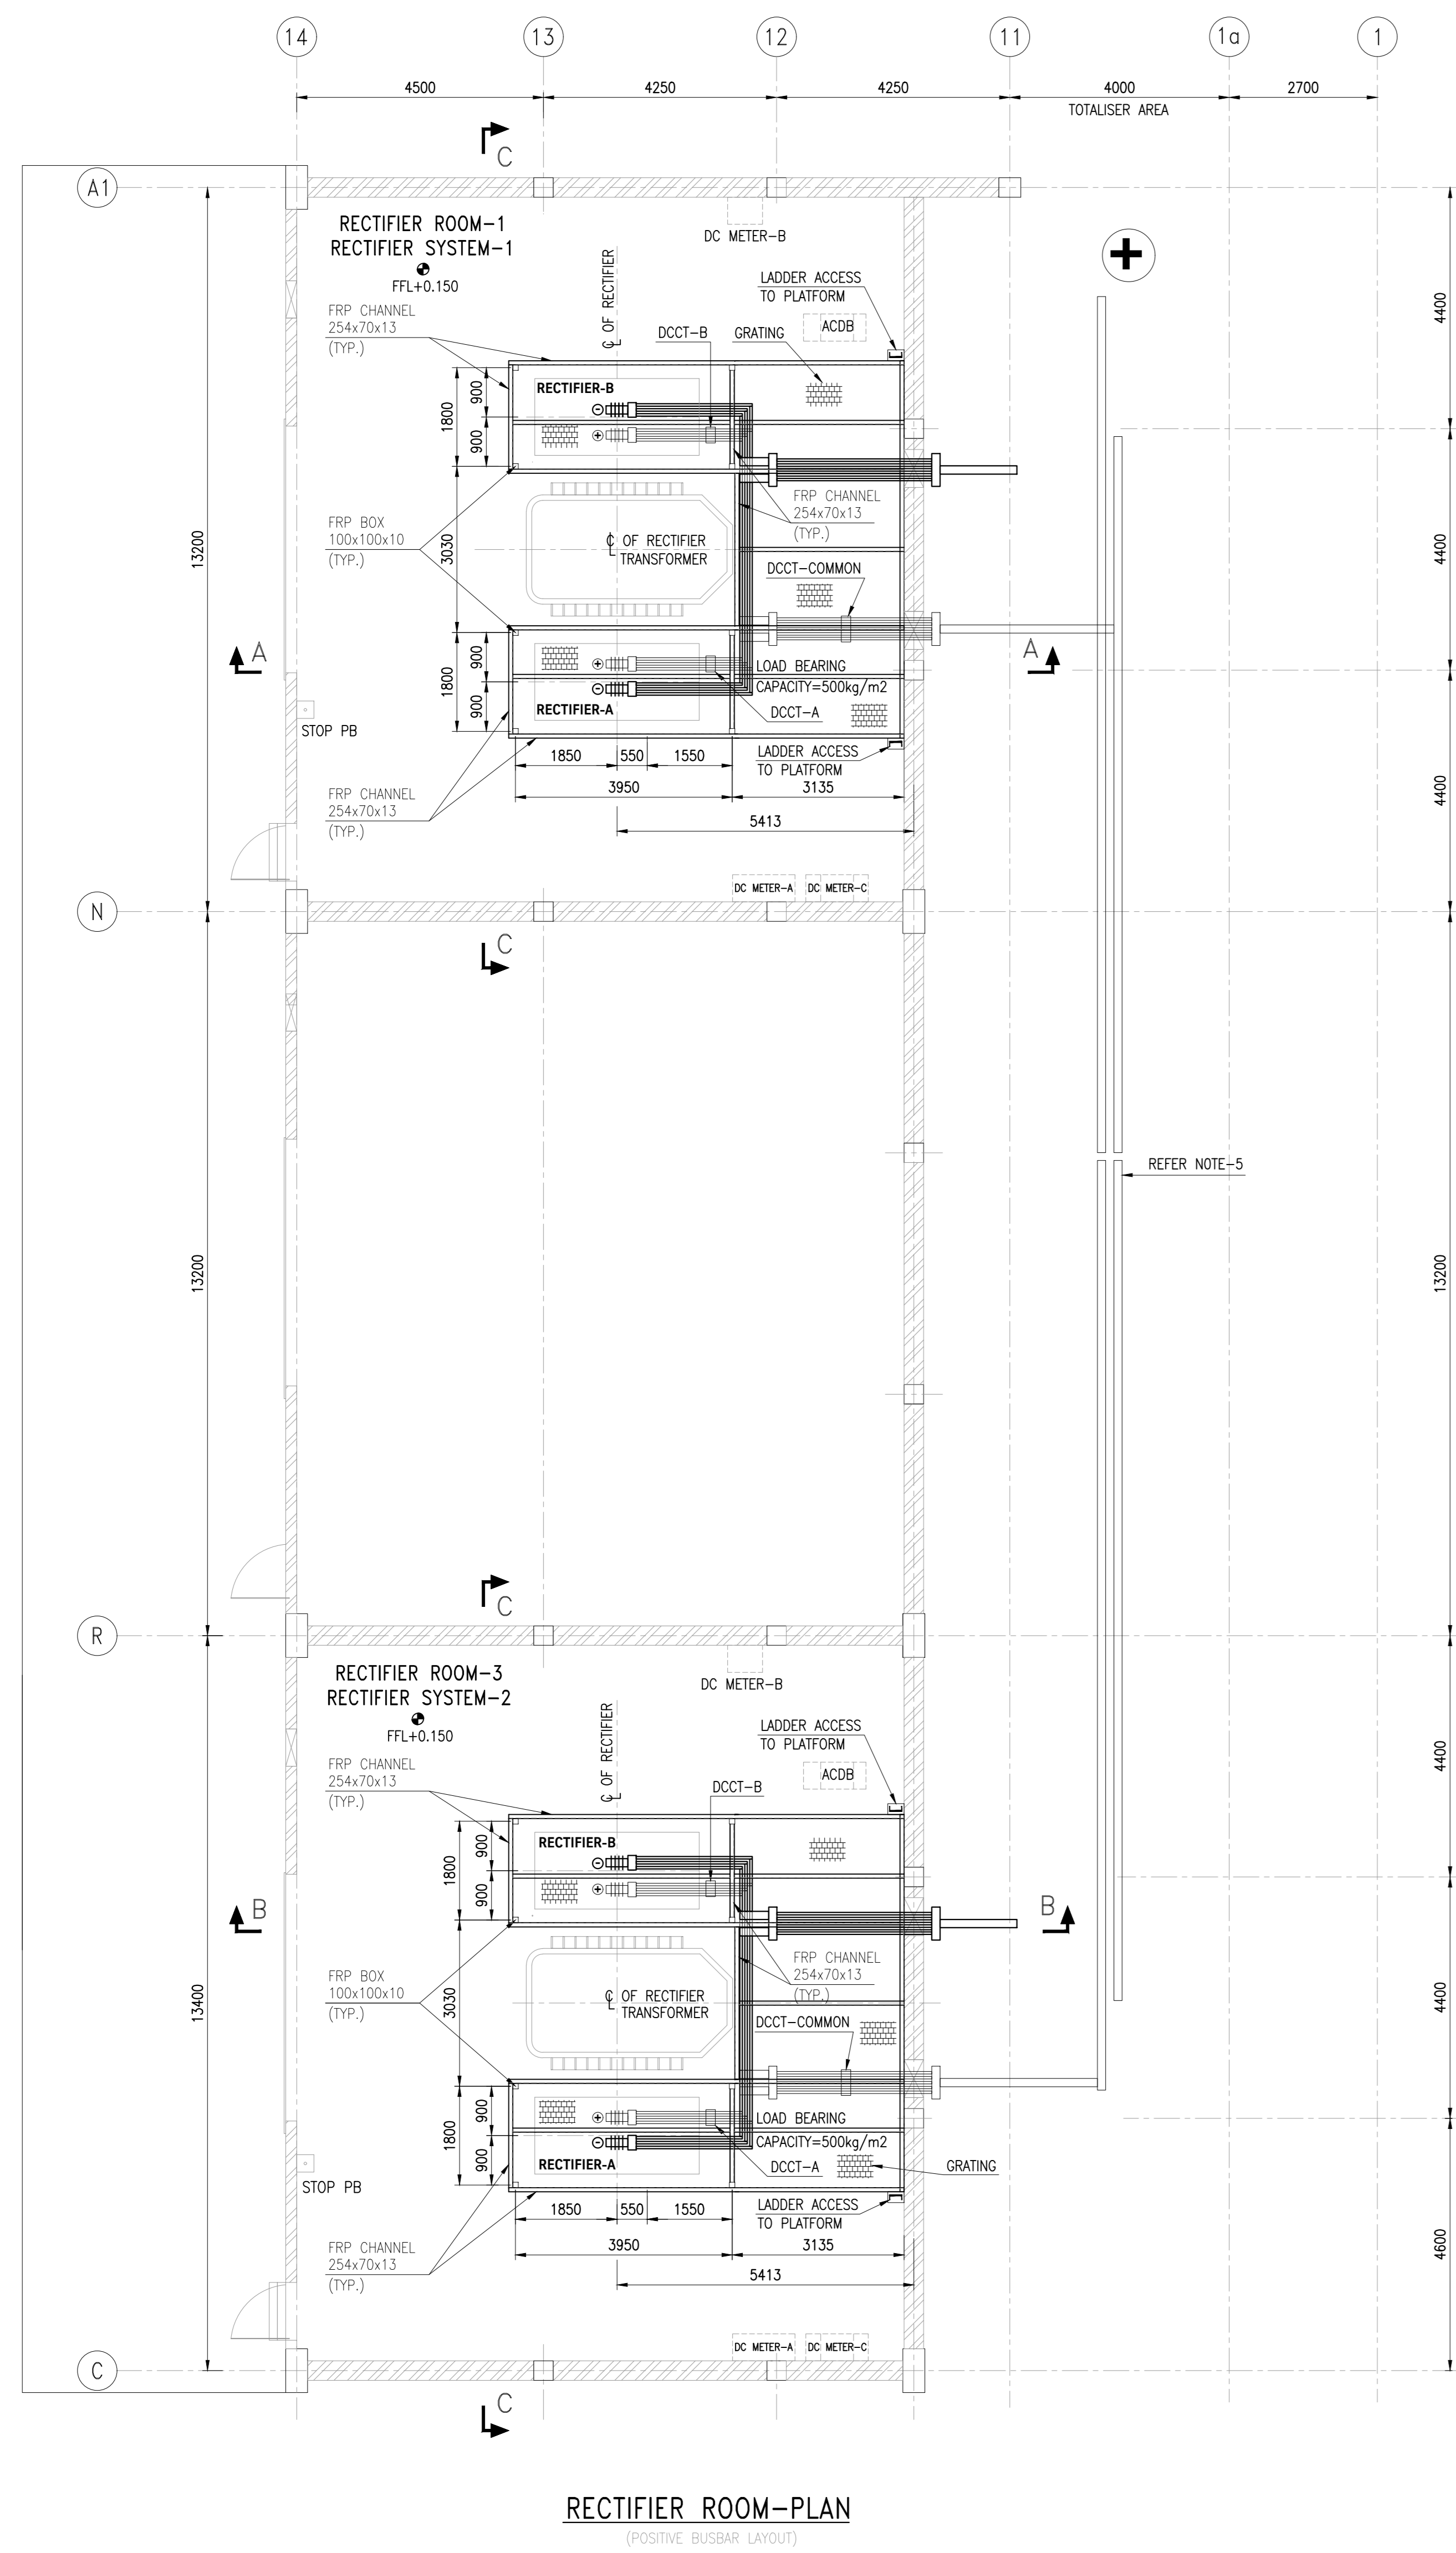 14
13
12
11
1a
1
4500
4250
4250
4000
2700
TOTALISER AREA
C
A1
RECTIFIER ROOM-1
RECTIFIER SYSTEM-1
FFL+0.150
DC METER-B
℄ OF RECTIFIER
LADDER ACCESS
TO PLATFORM
ACDB
FRP CHANNEL
254x70x13
(TYP.)
DCCT-B
GRATING
4400
RECTIFIER-B
1800
900
900
FRP CHANNEL
254x70x13
(TYP.)
FRP BOX
100x100x10
(TYP.)
13200
3030
℄ OF RECTIFIER
TRANSFORMER
DCCT-COMMON
4400
A
A
1800
900
900
LOAD BEARING
CAPACITY=500kg/m2
RECTIFIER-A
DCCT-A
STOP PB
1850
550
1550
LADDER ACCESS
TO PLATFORM
3950
3135
FRP CHANNEL
254x70x13
(TYP.)
5413
4400
DC METER-A
DC METER-C
N
C
REFER NOTE-5
13200
13200
C
R
RECTIFIER ROOM-3
RECTIFIER SYSTEM-2
FFL+0.150
DC METER-B
℄ OF RECTIFIER
LADDER ACCESS
TO PLATFORM
ACDB
FRP CHANNEL
254x70x13
(TYP.)
DCCT-B
4400
RECTIFIER-B
1800
900
900
B
B
FRP CHANNEL
254x70x13
(TYP.)
FRP BOX
100x100x10
(TYP.)
13400
3030
℄ OF RECTIFIER
TRANSFORMER
DCCT-COMMON
4400
1800
900
900
LOAD BEARING
CAPACITY=500kg/m2
RECTIFIER-A
DCCT-A
GRATING
STOP PB
1850
550
1550
LADDER ACCESS
TO PLATFORM
3950
3135
FRP CHANNEL
254x70x13
(TYP.)
5413
4600
DC METER-A
DC METER-C
C
C
RECTIFIER ROOM-PLAN
(POSITIVE BUSBAR LAYOUT)